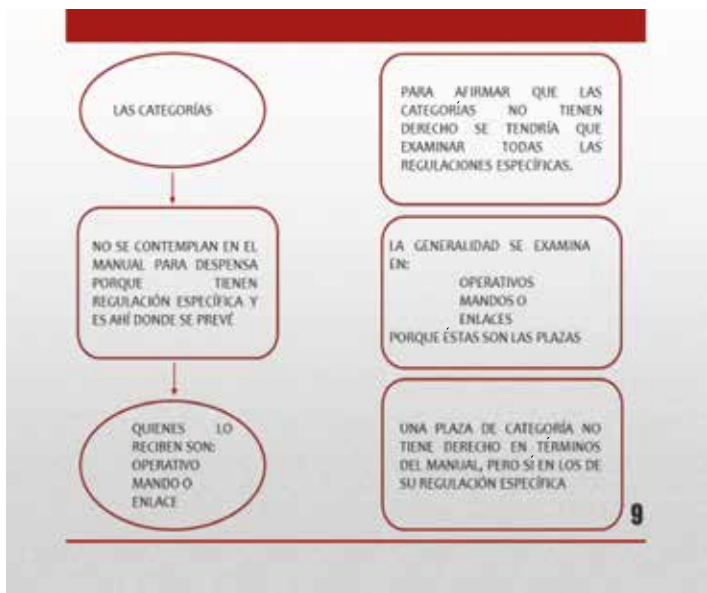 LAS CATEGORÍAS
NO SE CONTEMPLAN EN EL
MANUAL PARA DESPENSA
PORQUE TIENEN
REGULACIÓN ESPECÍFICA Y
ES AHÍ DONDE SE PREVÉ
QUIENES LO
RECIBEN SON:
OPERATIVO
MANDO O
ENLACE
PARA AFIRMAR QUE LAS
CATEGORÍAS NO TIENEN
DERECHO SE TENDRÍA QUE
EXAMINAR TODAS LAS
REGULACIONES ESPECÍFICAS.
LA GENERALIDAD SE EXAMINA
EN:
OPERATIVOS
MANDOS O
ENLACES
PORQUE ÉSTAS SON LAS PLAZAS
UNA PLAZA DE CATEGORÍA NO
TIENE DERECHO EN TÉRMINOS
DEL MANUAL, PERO SÍ EN LOS DE
SU REGULACIÓN ESPECÍFICA
9